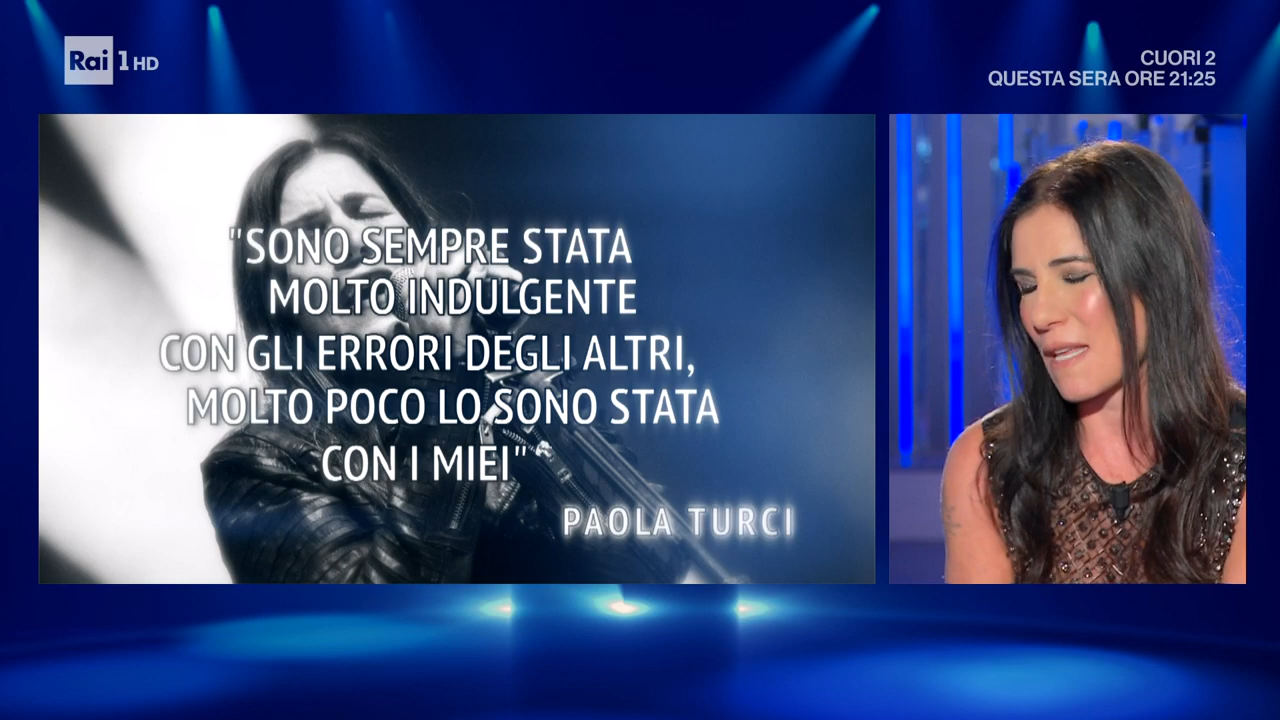 Rai 1 HD
CUORI 2
QUESTA SERA ORE 21:25
"SONO SEMPRE STATA
MOLTO INDULGENTE
CON GLI ERRORI DEGLI ALTRI,
MOLTO POCO LO SONO STATA
CON I MIEI"
PAOLA TURCI